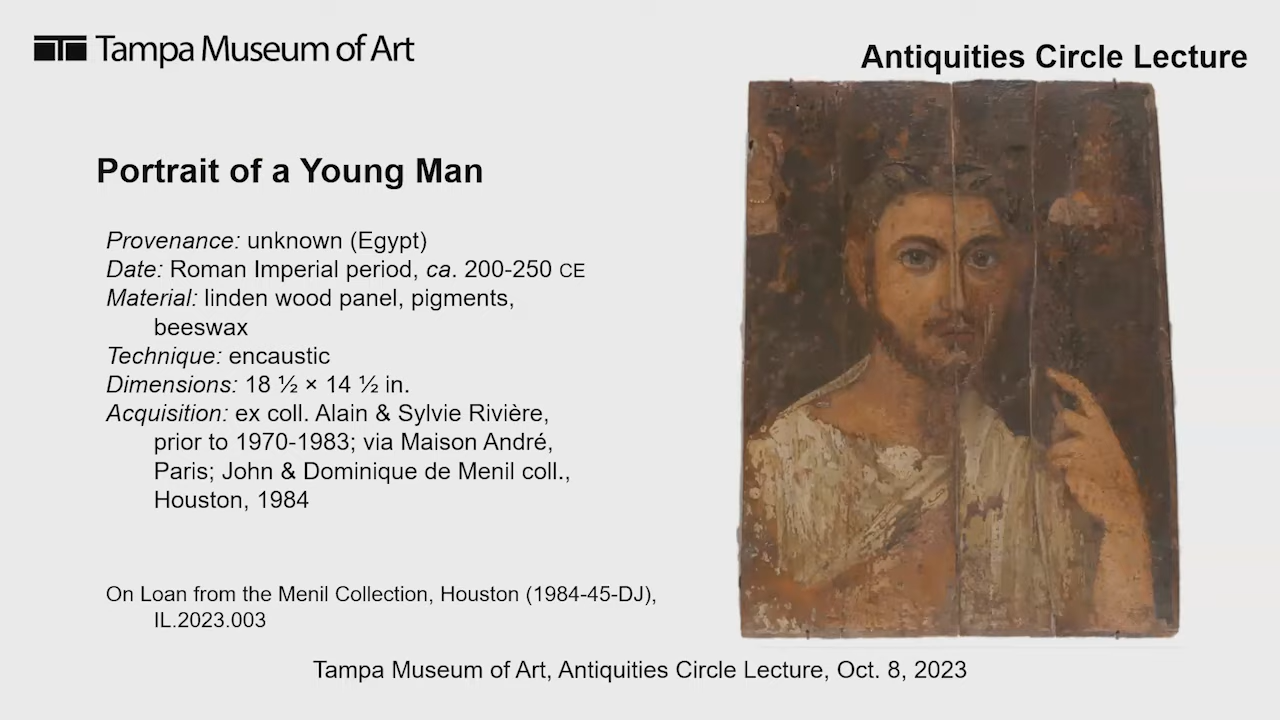 Tampa Museum of Art
Antiquities Circle Lecture
Portrait of a Young Man
Provenance: unknown (Egypt)
Date: Roman Imperial period, ca. 200-250 CE
Material: linden wood panel, pigments,
beeswax
Technique: encaustic
Dimensions: 18 ½ × 14 ½ in.
Acquisition: ex coll. Alain & Sylvie Rivière,
prior to 1970-1983; via Maison André,
Paris; John & Dominique de Menil coll.,
Houston, 1984
On Loan from the Menil Collection, Houston (1984-45-DJ),
IL.2023.003
Tampa Museum of Art, Antiquities Circle Lecture, Oct. 8, 2023